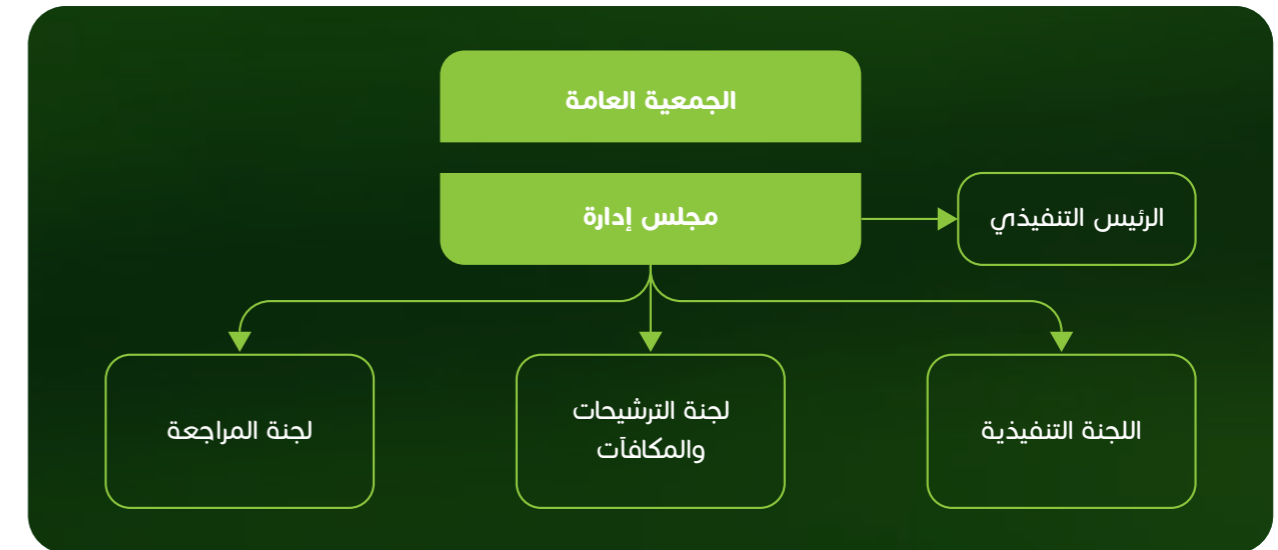 الجمعية العامة
مجلس إدارة
الرئيس التنفيذي
اللجنة التنفيذية
لجنة الترشيحات
والمكافآت
لجنة المراجعة